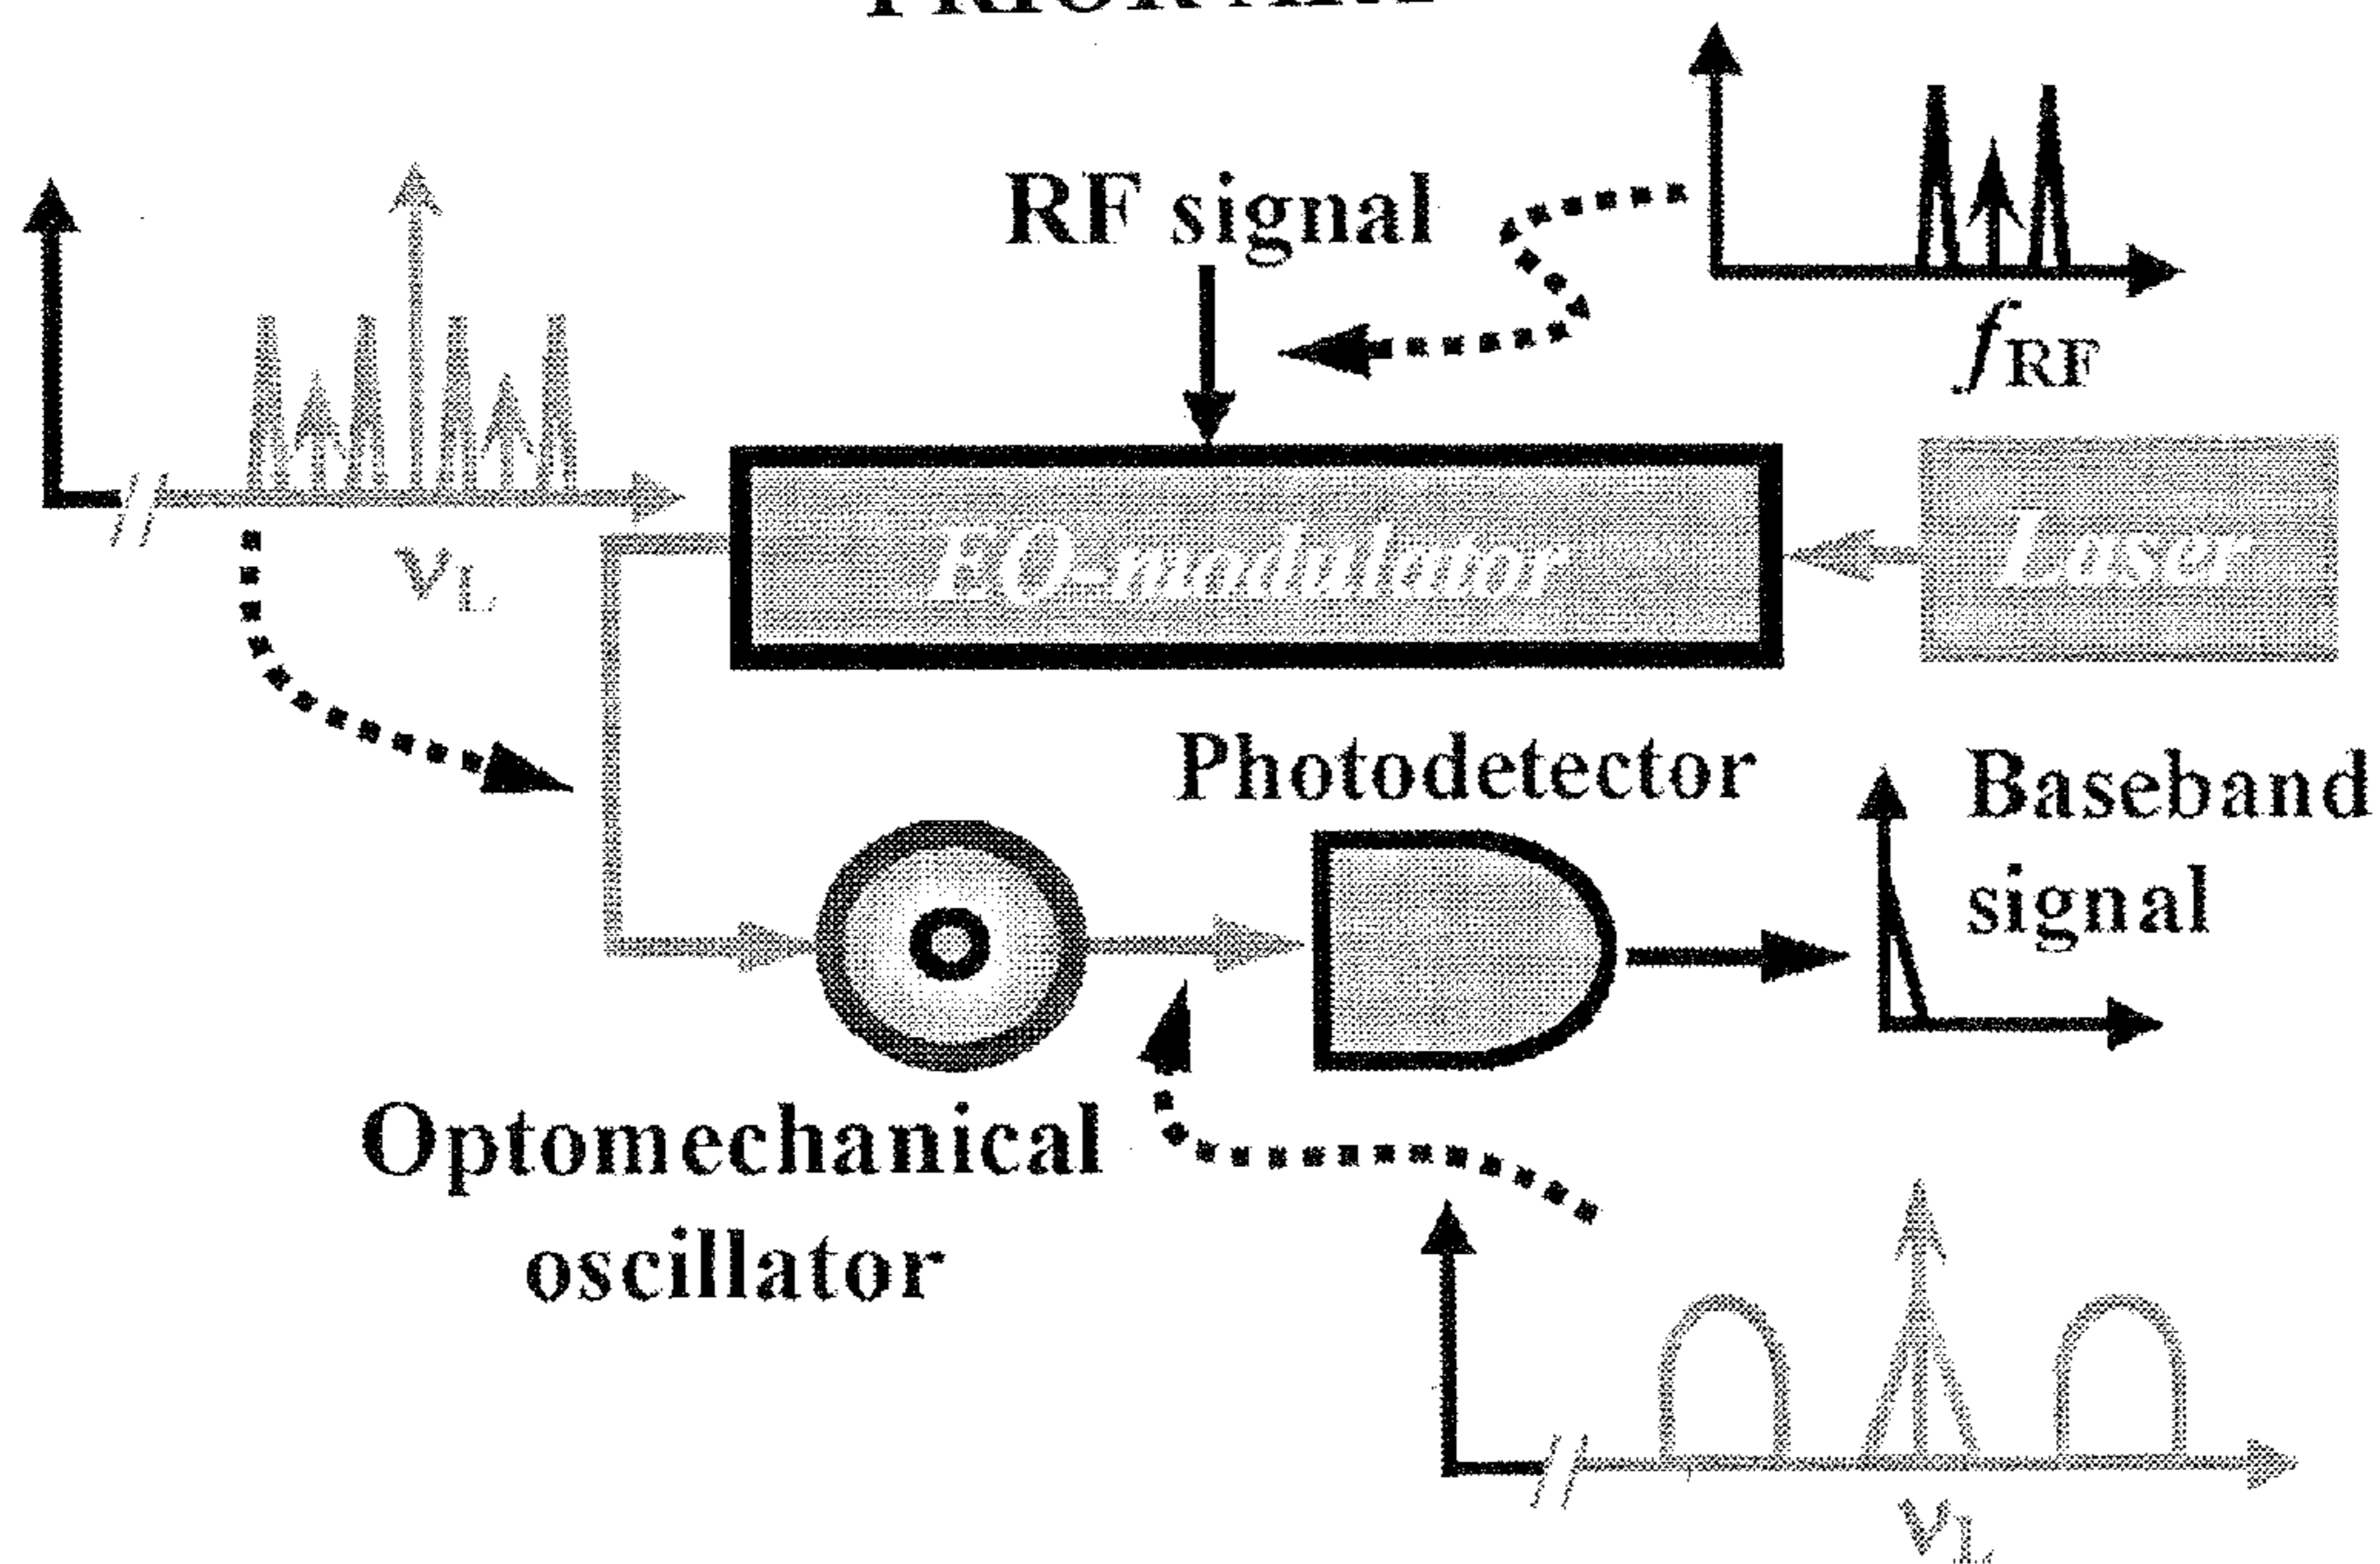 RF signal
fRF
νL
EO-modulator
Laser
Photodetector
Baseband
signal
Optomechanical
oscillator
νL